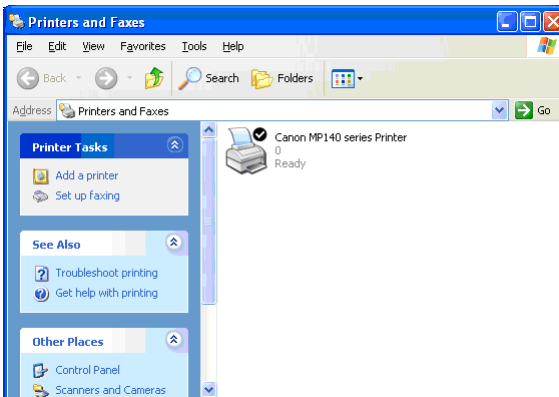 Printers and Faxes
File Edit View Favorites Tools Help
Back Search Folders
Address Printers and Faxes Go
Printer Tasks
Add a printer
Set up faxing
See Also
Troubleshoot printing
Get help with printing
Other Places
Control Panel
Scanners and Cameras
Canon MP140 series Printer
0
Ready